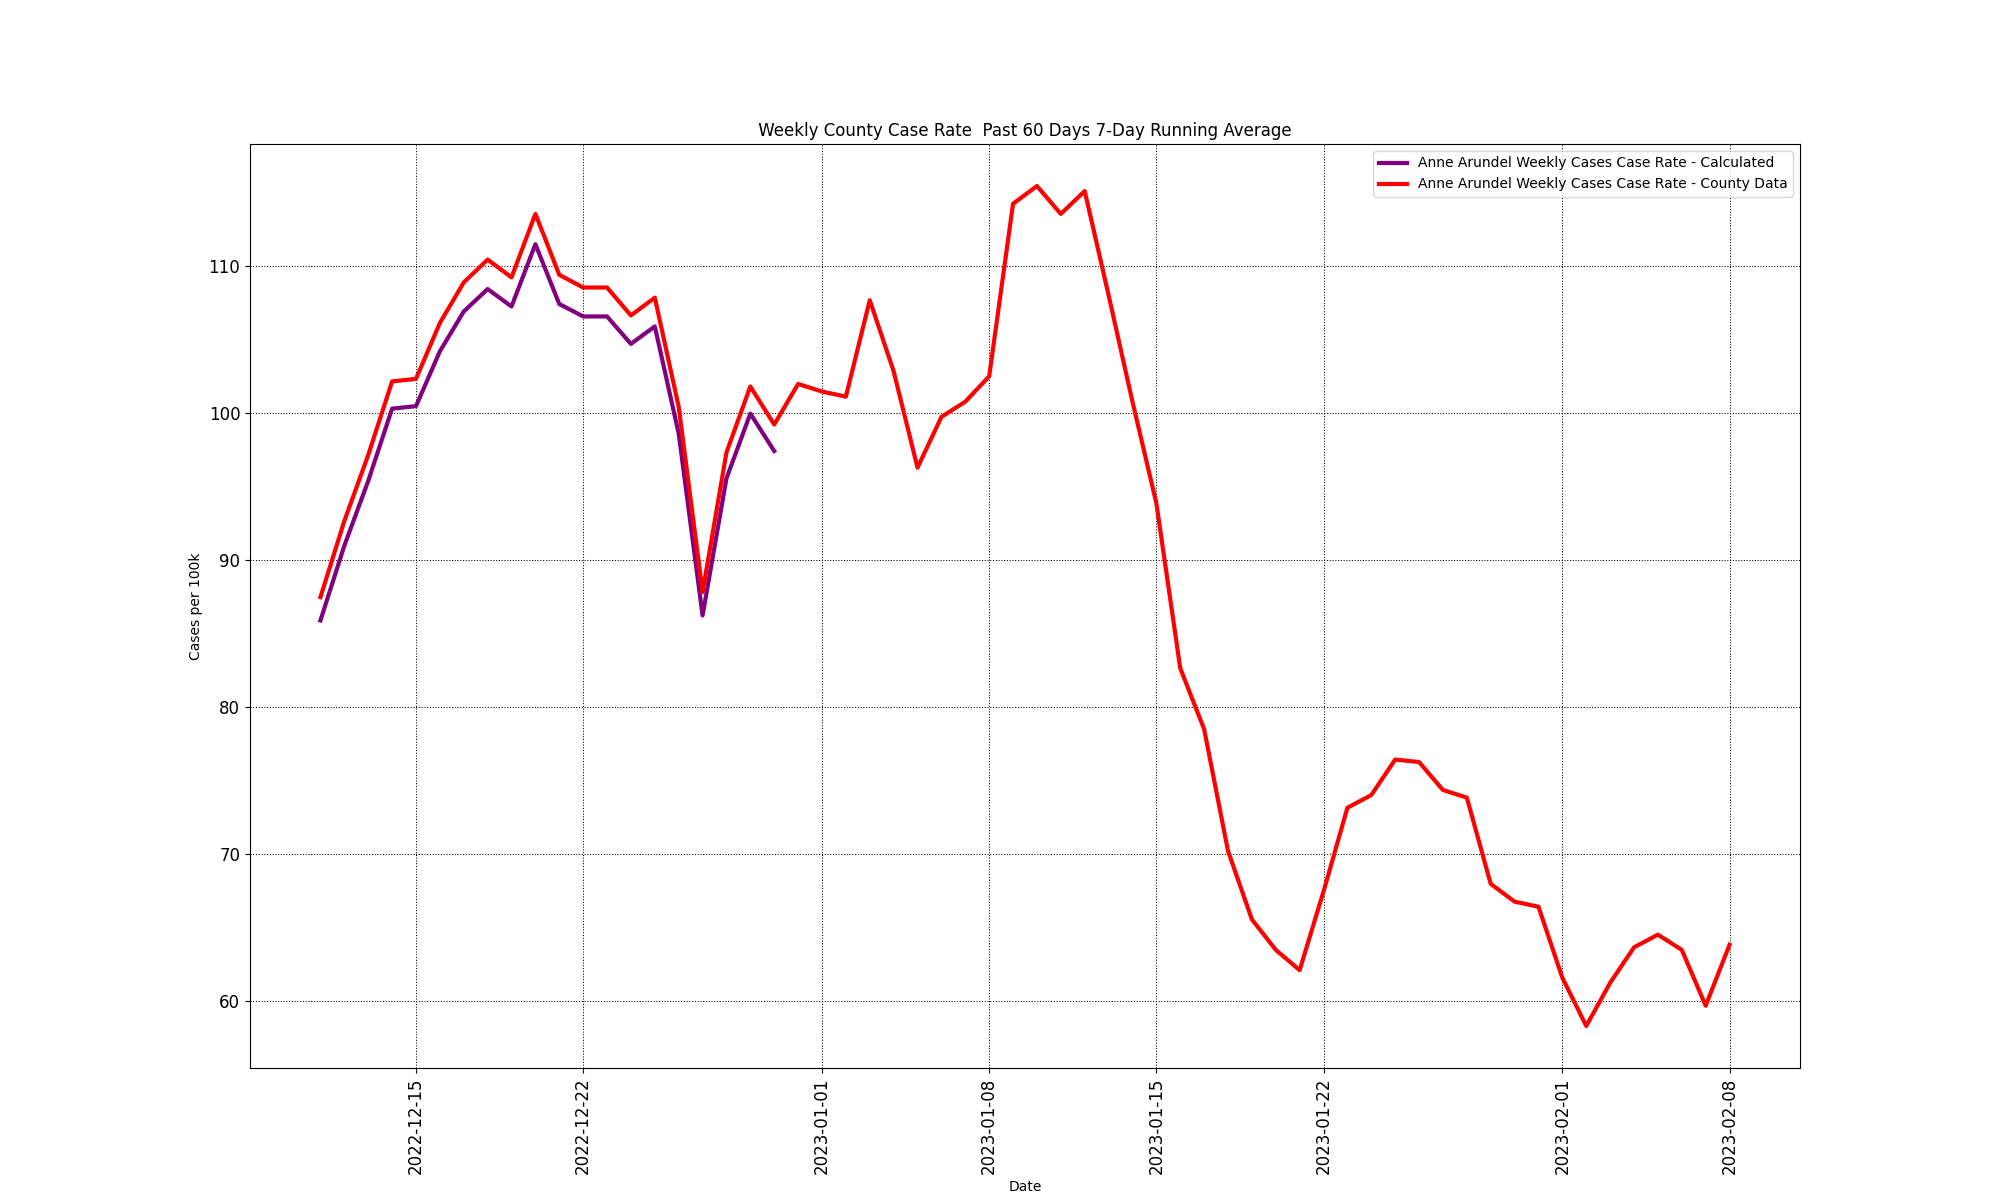 Weekly County Case Rate  Past 60 Days 7-Day Running Average
Anne Arundel Weekly Cases Case Rate - Calculated
Anne Arundel Weekly Cases Case Rate - County Data
110
100
90
80
70
60
Cases per 100k
2022-12-15
2022-12-22
2023-01-01
2023-01-08
2023-01-15
2023-01-22
2023-02-01
2023-02-08
Date